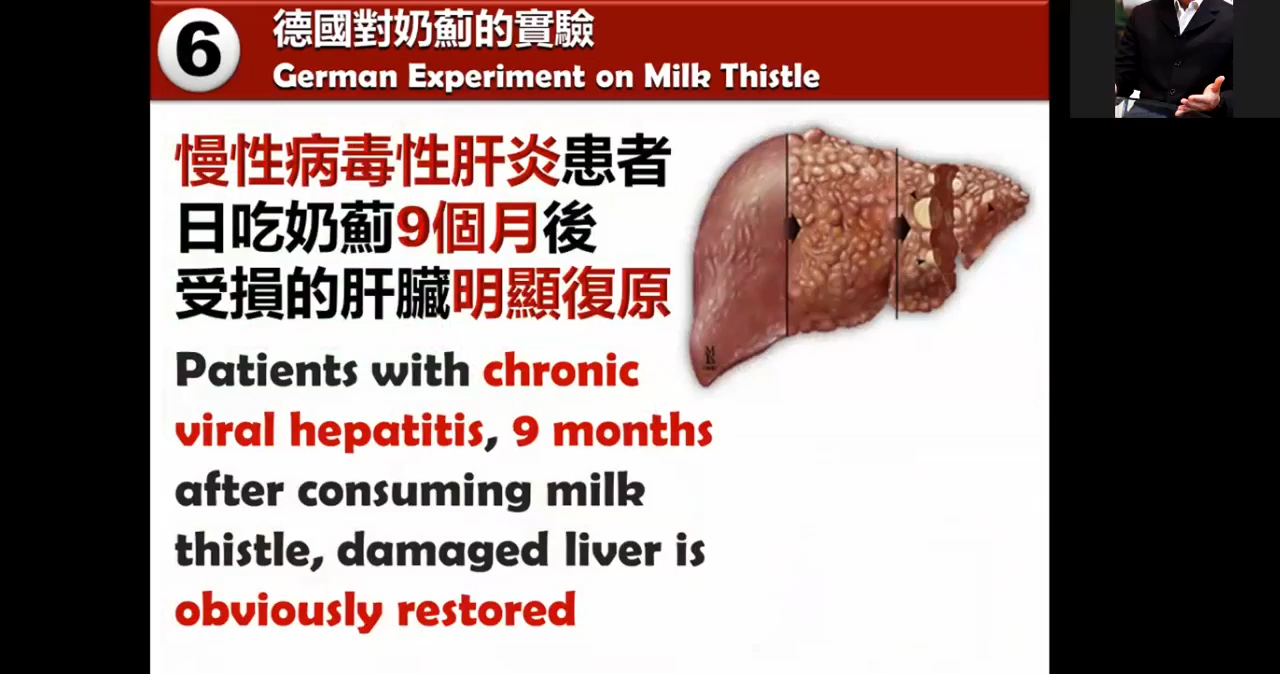 6
德國對奶薊的實驗
German Experiment on Milk Thistle
慢性病毒性肝炎患者
日吃奶薊9個月後
受損的肝臟明顯復原
Patients with chronic
viral hepatitis, 9 months
after consuming milk
thistle, damaged liver is
obviously restored